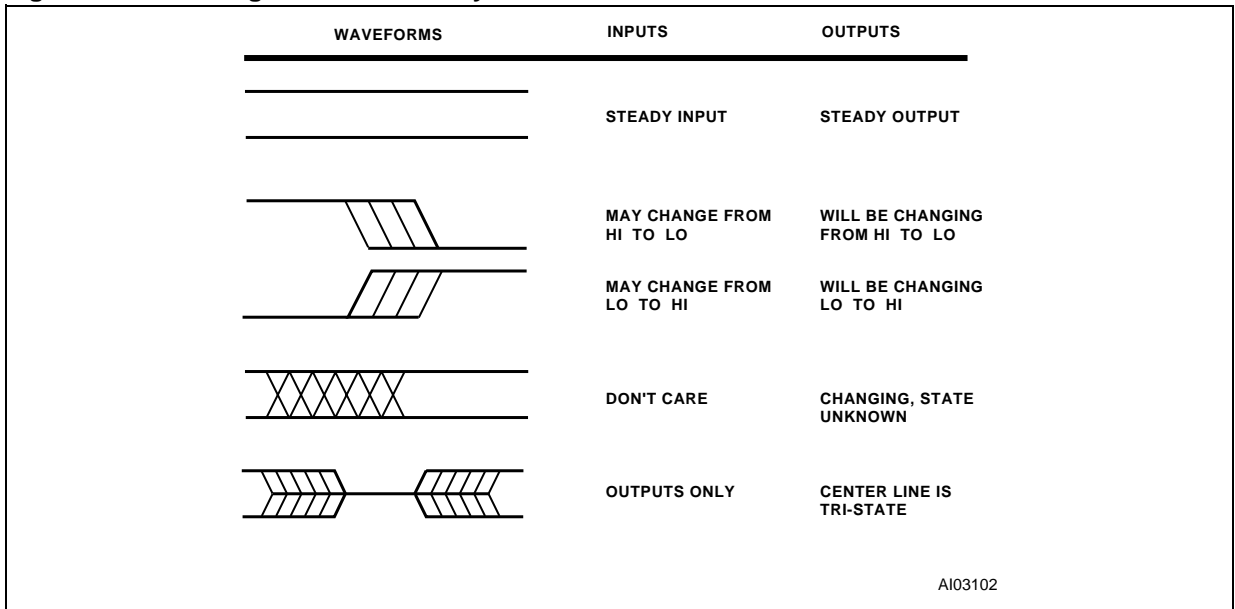 WAVEFORMS INPUTS OUTPUTS
STEADY INPUT STEADY OUTPUT
MAY CHANGE FROM WILL BE CHANGING
HI TO LO FROM HI TO LO
MAY CHANGE FROM WILL BE CHANGING
LO TO HI LO TO HI
DON'T CARE CHANGING, STATE
UNKNOWN
OUTPUTS ONLY CENTER LINE IS
TRI-STATE
AI03102